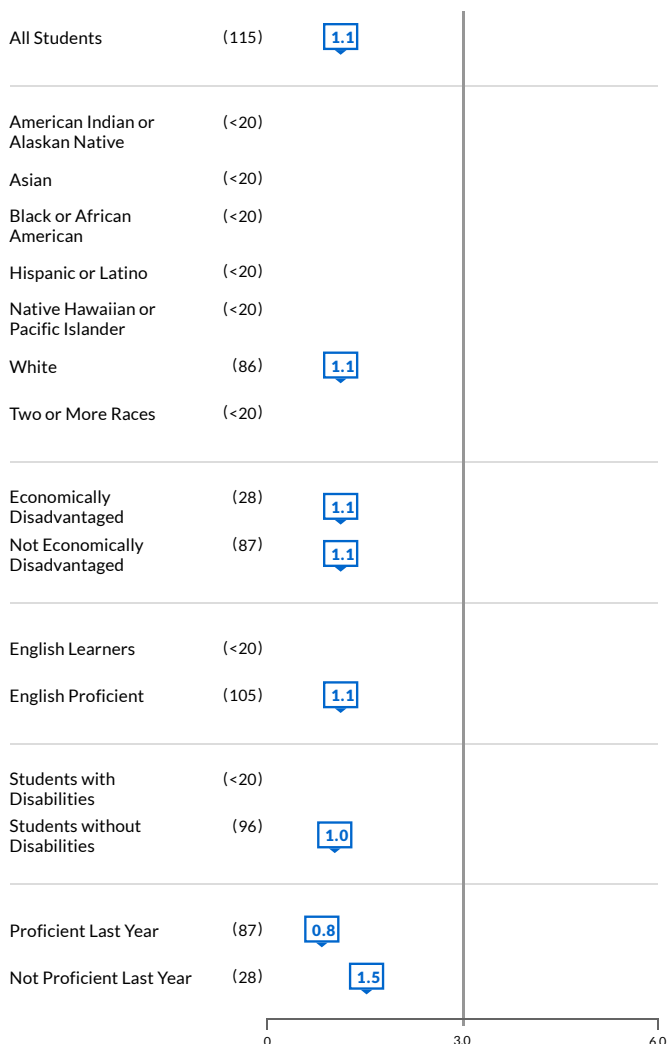 All Students (115) 1.1
American Indian or (<20)
Alaskan Native
Asian (<20)
Black or African (<20)
American
Hispanic or Latino (<20)
Native Hawaiian or (<20)
Pacific Islander
White (86) 1.1
Two or More Races (<20)
Economically (28) 1.1
Disadvantaged
Not Economically (87) 1.1
Disadvantaged
English Learners (<20)
English Proficient (105) 1.1
Students with (<20)
Disabilities
Students without (96) 1.0
Disabilities
Proficient Last Year (87) 0.8
Not Proficient Last Year (28) 1.5
0 3.0 6.0